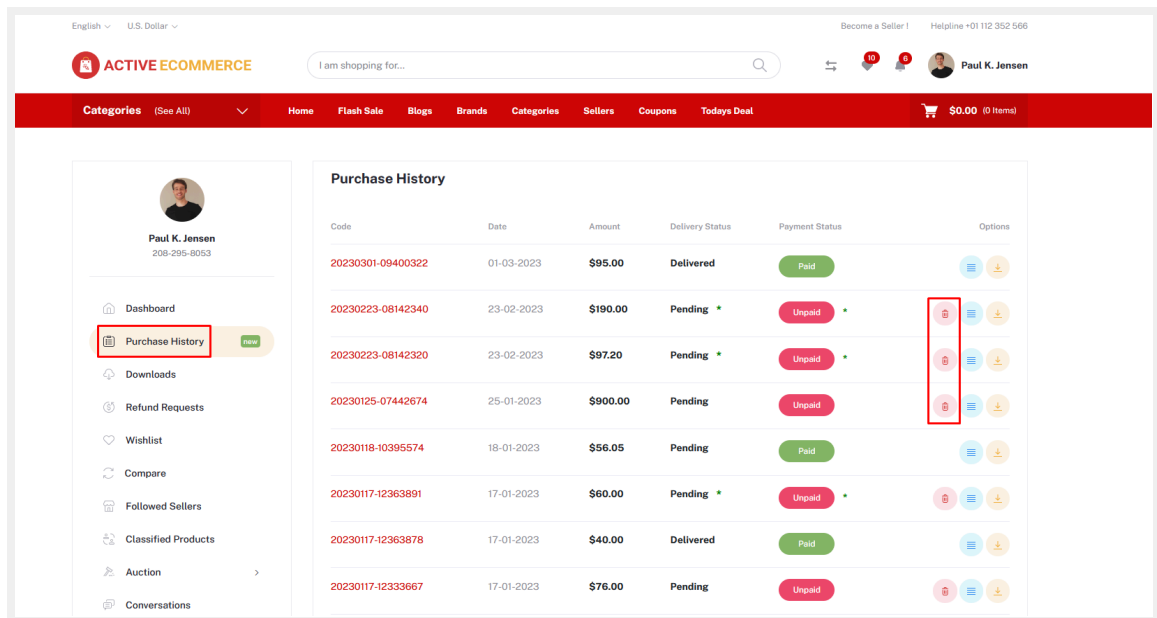 English U.S. Dollar Become a Seller ! Helpline +01 112 352 566
ACTIVE ECOMMERCE I am shopping for... 10 6 Paul K. Jensen
Categories (See All) Home Flash Sale Blogs Brands Categories Sellers Coupons Todays Deal $0.00 (0 Items)
Paul K. Jensen
208-295-8053
Dashboard
Purchase History new
Downloads
Refund Requests
Wishlist
Compare
Followed Sellers
Classified Products
Auction
Conversations
Purchase History
Code Date Amount Delivery Status Payment Status Options
20230301-09400322 01-03-2023 $95.00 Delivered Paid
20230223-08142340 23-02-2023 $190.00 Pending * Unpaid *
20230223-08142320 23-02-2023 $97.20 Pending * Unpaid *
20230125-07442674 25-01-2023 $900.00 Pending Unpaid
20230118-10395574 18-01-2023 $56.05 Pending Paid
20230117-12363891 17-01-2023 $60.00 Pending * Unpaid *
20230117-12363878 17-01-2023 $40.00 Delivered Paid
20230117-12333667 17-01-2023 $76.00 Pending Unpaid